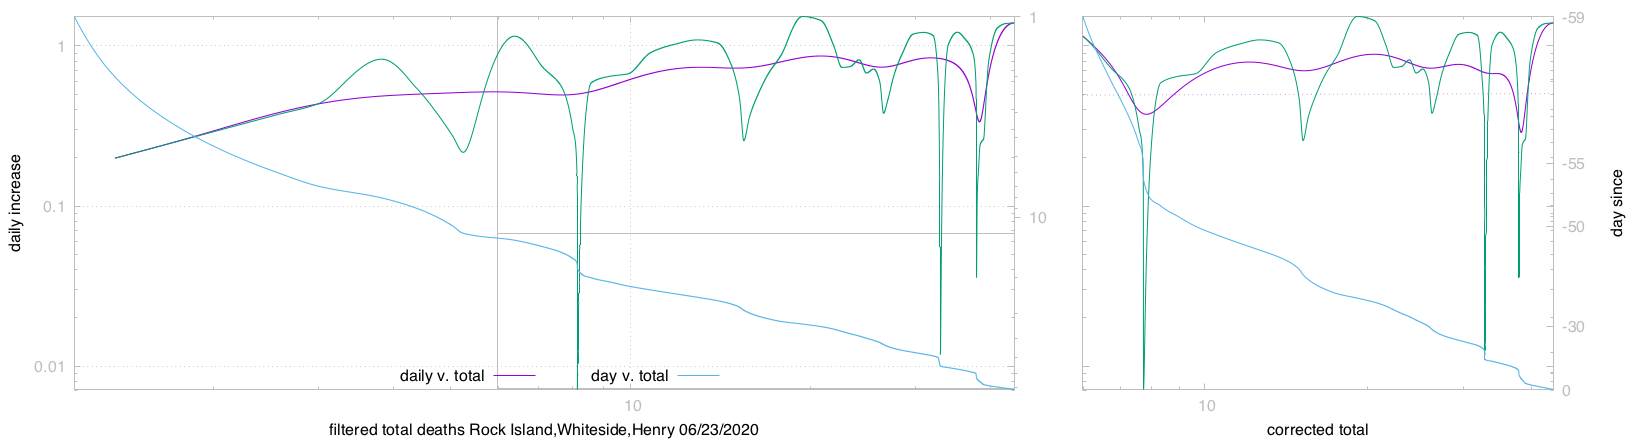 daily increase
1
0.1
0.01
1
10
daily v. total
day v. total
10
filtered total deaths Rock Island,Whiteside,Henry 06/23/2020
-59
-55
-50
-30
0
day since
10
corrected total